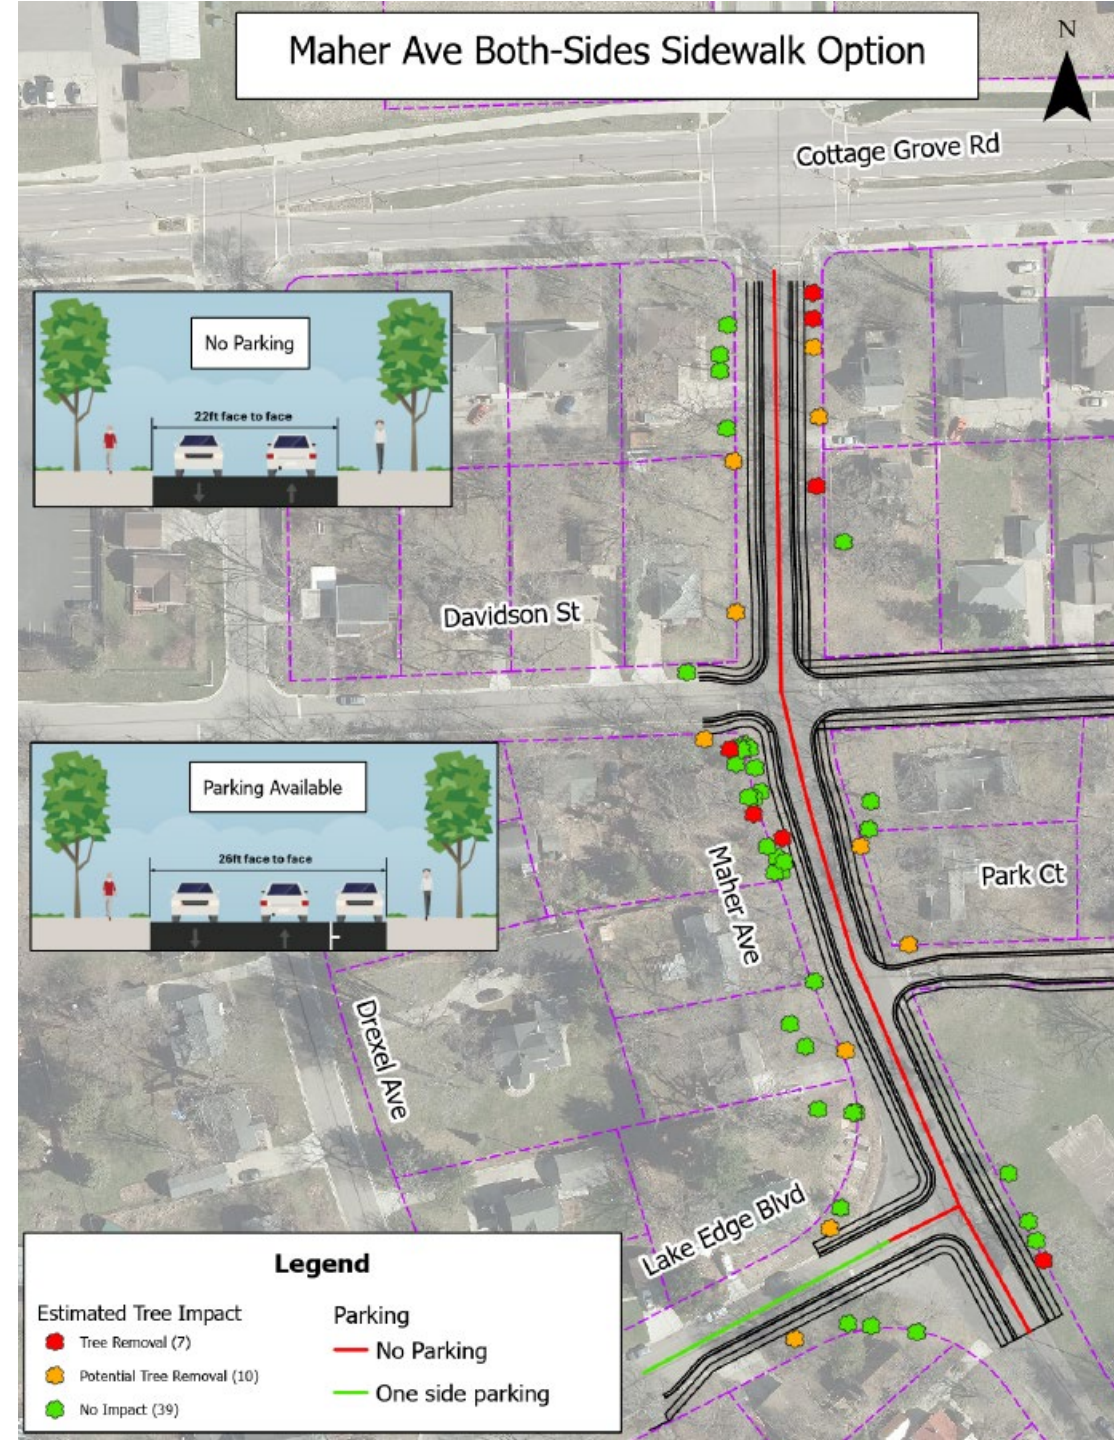 Maher Ave Both-Sides Sidewalk Option
N
Cottage Grove Rd
No Parking
22ft face to face
Davidson St
Parking Available
26ft face to face
Maher Ave
Park Ct
Drexel Ave
Lake Edge Blvd
Legend
Estimated Tree Impact
Tree Removal (7)
Potential Tree Removal (10)
No Impact (39)
Parking
No Parking
One side parking